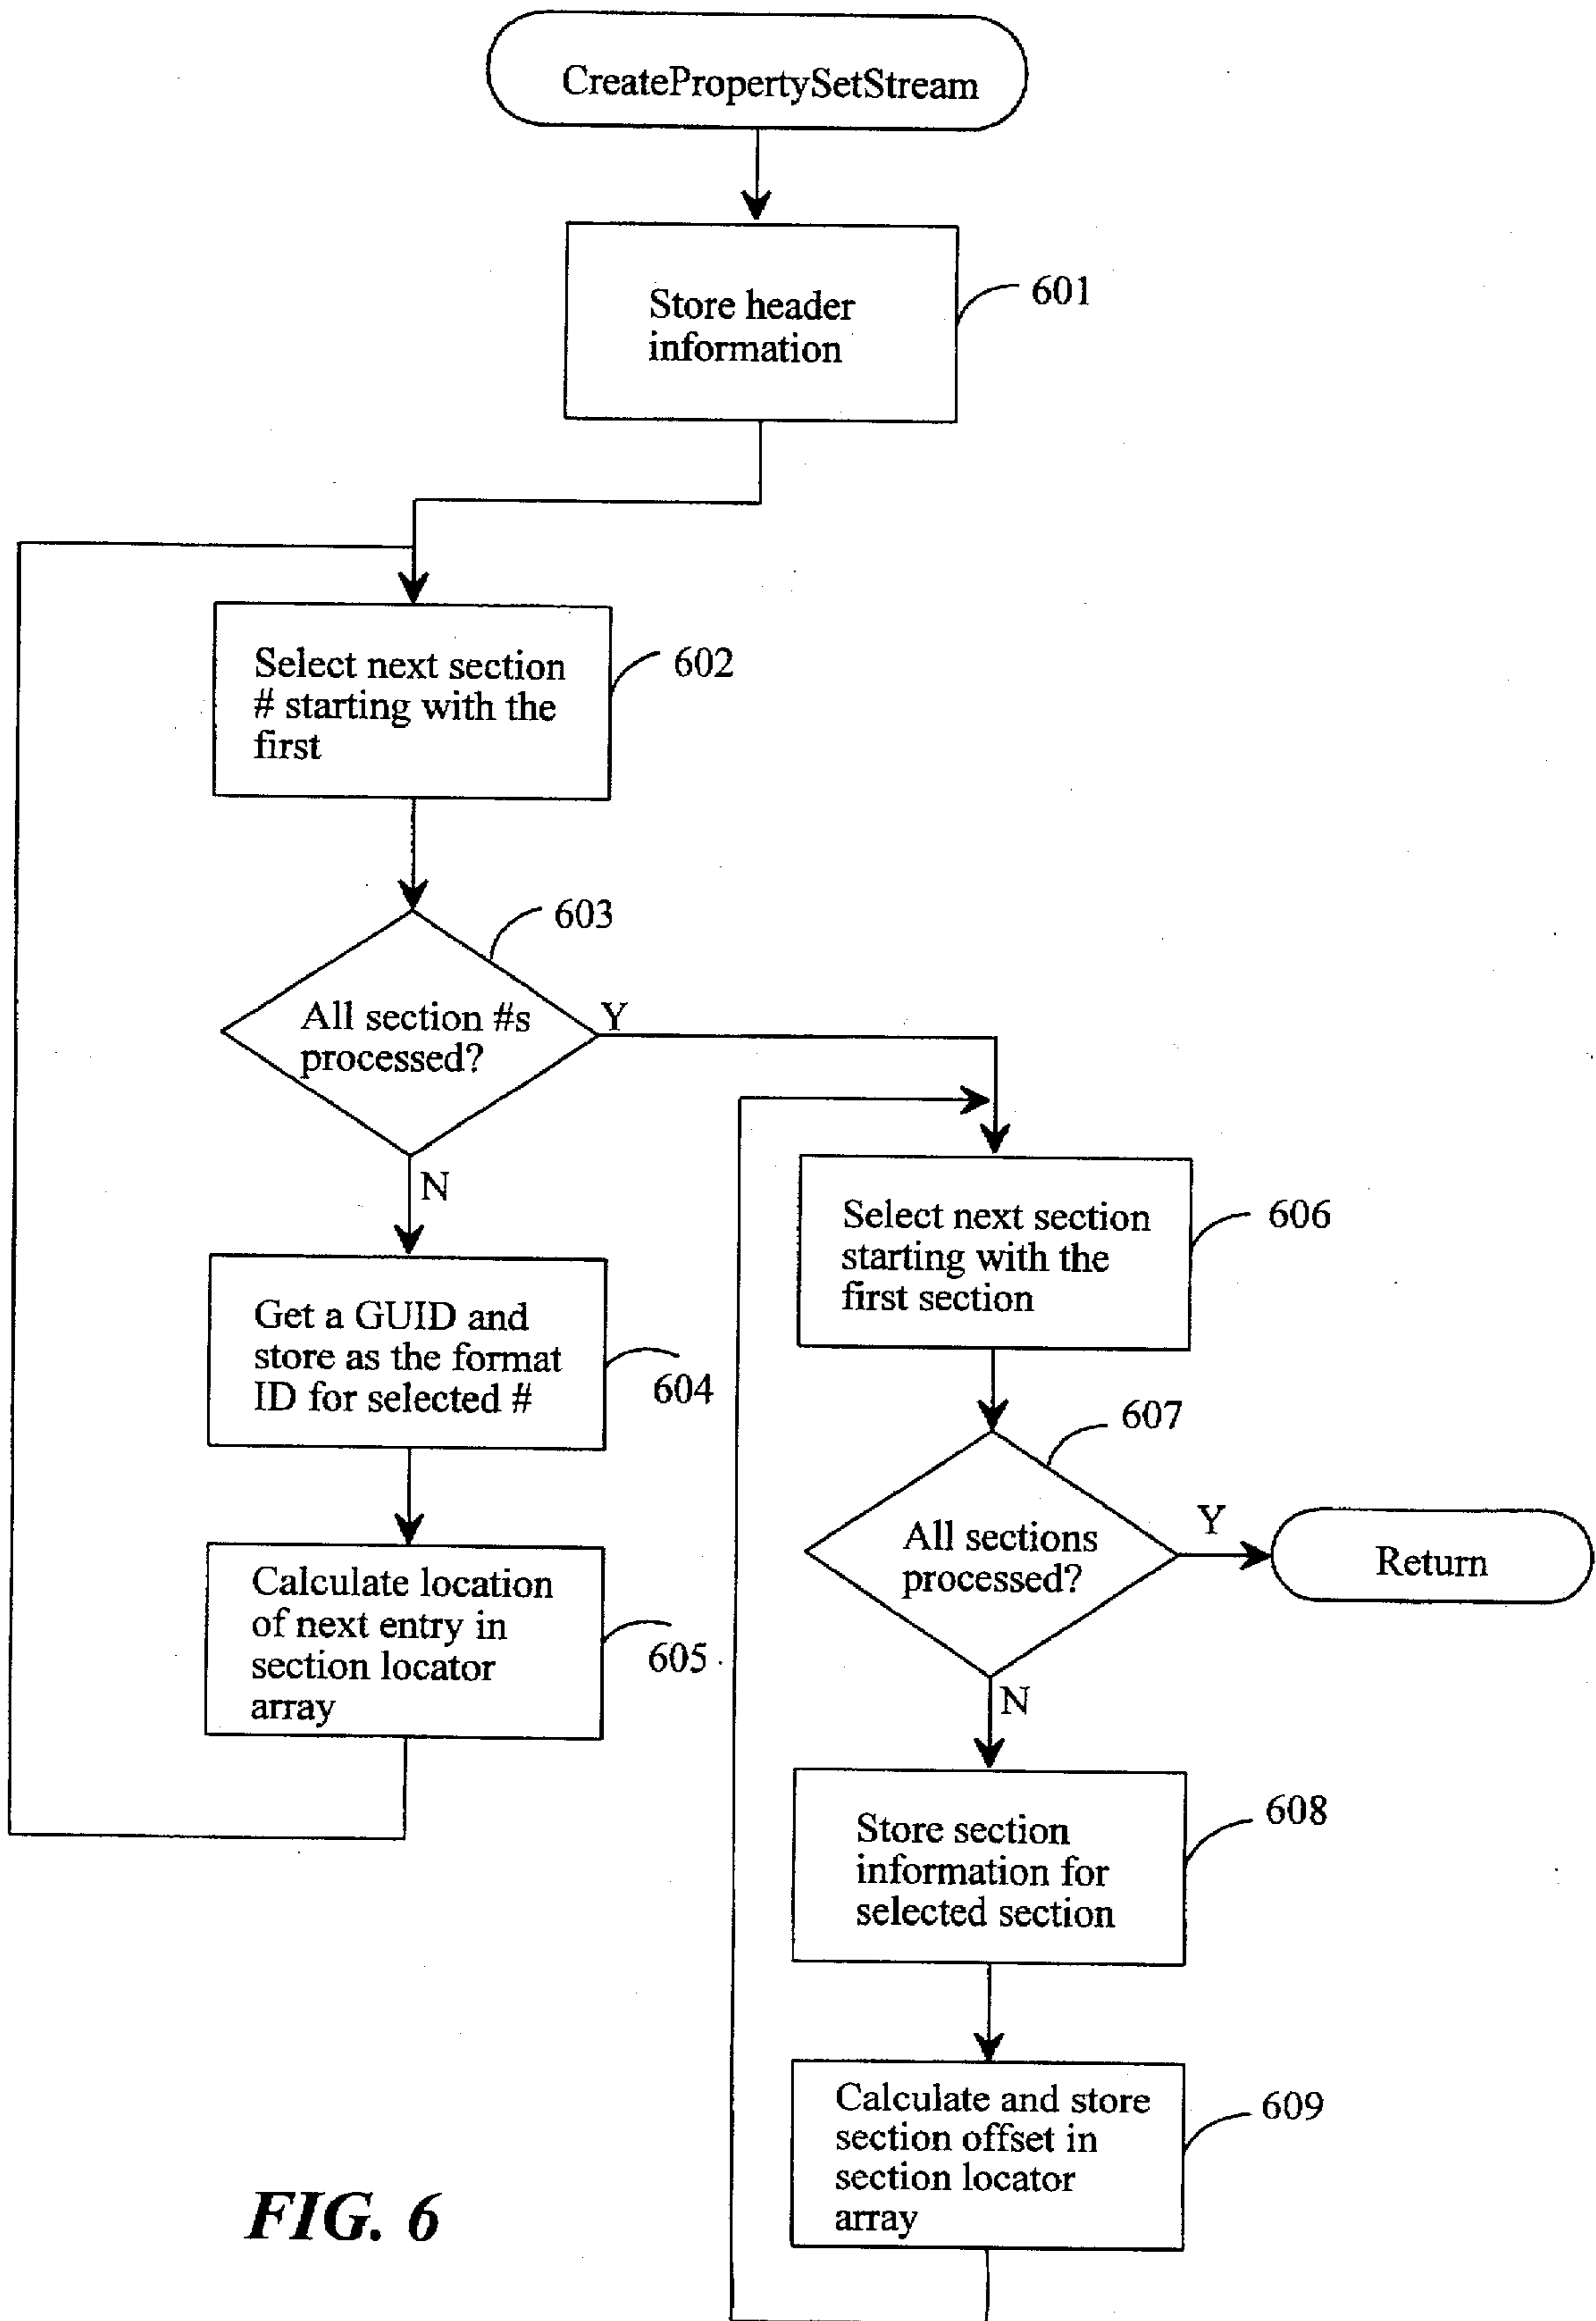 CreatePropertySetStream
Store header
information
601
Select next section
# starting with the
first
602
603
All section #s
processed?
Y
N
Get a GUID and
store as the format
ID for selected #
604
Calculate location
of next entry in
section locator
array
605
Select next section
starting with the
first section
606
607
All sections
processed?
Y
Return
N
Store section
information for
selected section
608
Calculate and store
section offset in
section locator
array
609
FIG. 6